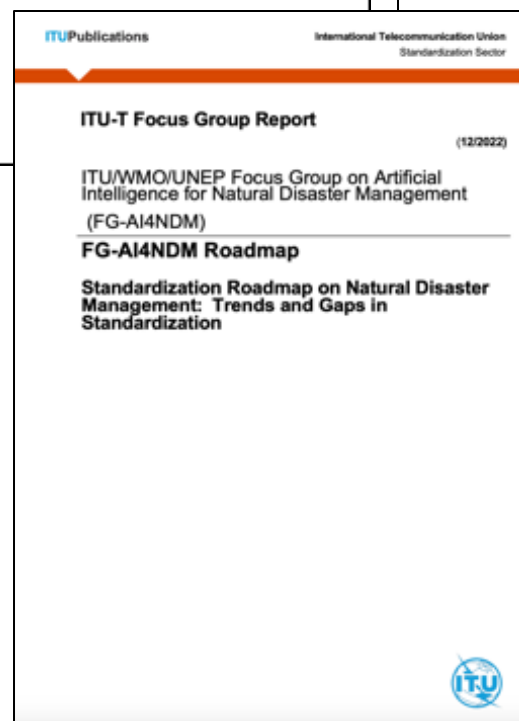 ITUPublications
International Telecommunication Union
Standardization Sector
ITU-T Focus Group Report
(12/2022)
ITU/WMO/UNEP Focus Group on Artificial
Intelligence for Natural Disaster Management
(FG-AI4NDM)
FG-AI4NDM Roadmap
Standardization Roadmap on Natural Disaster
Management: Trends and Gaps in
Standardization
ITU